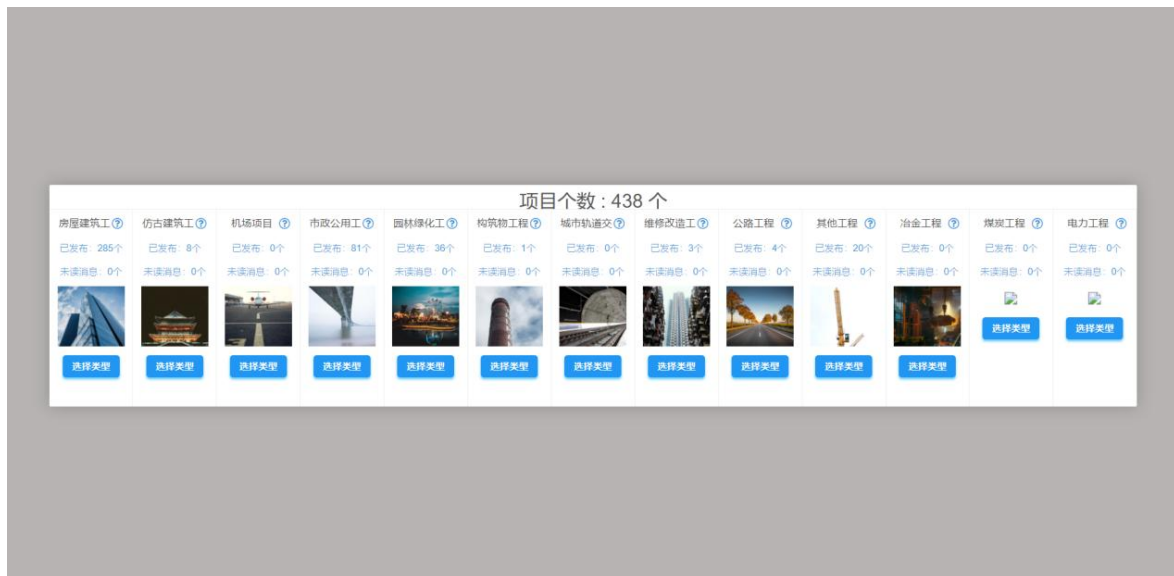 项目个数 : 438 个
房屋建筑工 ?
已发布: 285个
未读消息: 0个
选择类型
仿古建筑工 ?
已发布: 8个
未读消息: 0个
选择类型
机场项目 ?
已发布: 0个
未读消息: 0个
选择类型
市政公用工 ?
已发布: 81个
未读消息: 0个
选择类型
园林绿化工 ?
已发布: 36个
未读消息: 0个
选择类型
构筑物工程 ?
已发布: 1个
未读消息: 0个
选择类型
城市轨道交 ?
已发布: 0个
未读消息: 0个
选择类型
维修改造工 ?
已发布: 3个
未读消息: 0个
选择类型
公路工程 ?
已发布: 4个
未读消息: 0个
选择类型
其他工程 ?
已发布: 20个
未读消息: 0个
选择类型
冶金工程 ?
已发布: 0个
未读消息: 0个
选择类型
煤炭工程 ?
已发布: 0个
未读消息: 0个
选择类型
电力工程 ?
已发布: 0个
未读消息: 0个
选择类型